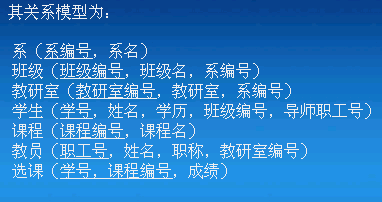 其关系模型为：
系（系编号，系名）
班级（班级编号，班级名，系编号）
教研室（教研室编号，教研室，系编号）
学生（学号，姓名，学历，班级编号，导师职工号）
课程（课程编号，课程名）
教员（职工号，姓名，职称，教研室编号）
选课（学号，课程编号，成绩）